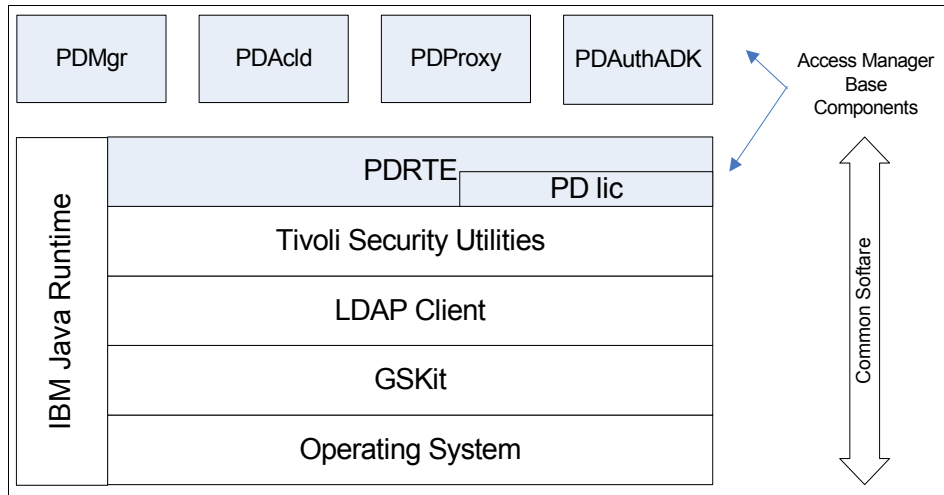 PDMgr
PDAcld
PDProxy
PDAuthADK
Access Manager
Base
Components
IBM Java Runtime
PDRTE
PD lic
Tivoli Security Utilities
LDAP Client
GSKit
Operating System
Common Softare